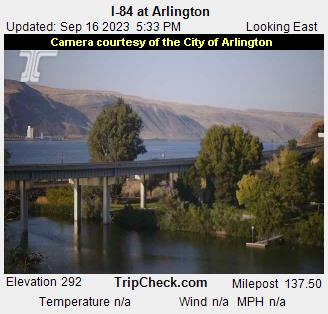 I-84 at Arlington
Updated: Sep 16 2023 5:33 PM Looking East
Camera courtesy of the City of Arlington
Elevation 292 TripCheck.com Milepost 137.50
Temperature n/a Wind n/a MPH n/a